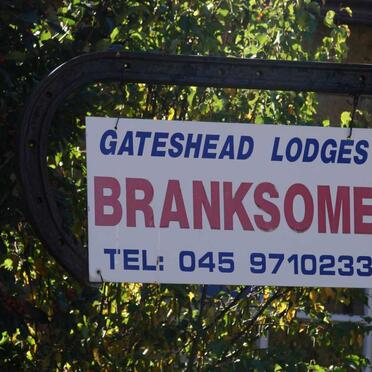 GATESHEAD LODGES
BRANKSOME
TEL: 045 9710233